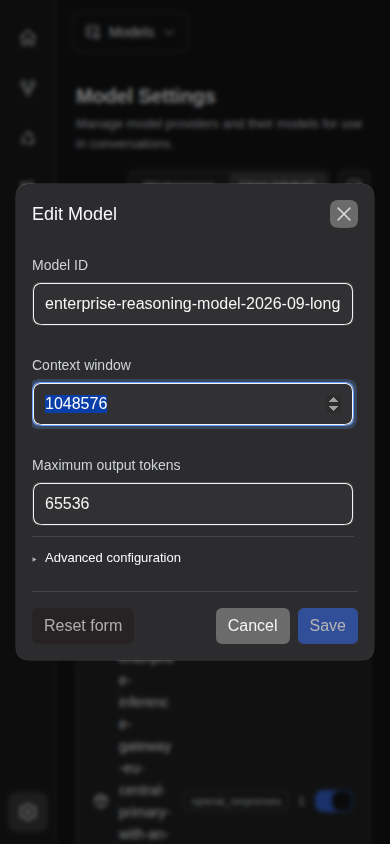 Models
Model Settings
Manage model providers and their models for use
in conversations.
Edit Model
Model ID
enterprise-reasoning-model-2026-09-long
Context window
1048576
Maximum output tokens
65536
Advanced configuration
Reset form
Cancel
Save
e-
inferenc
e-
gateway
-eu-
central-
openai_responses
primary-
with-an-